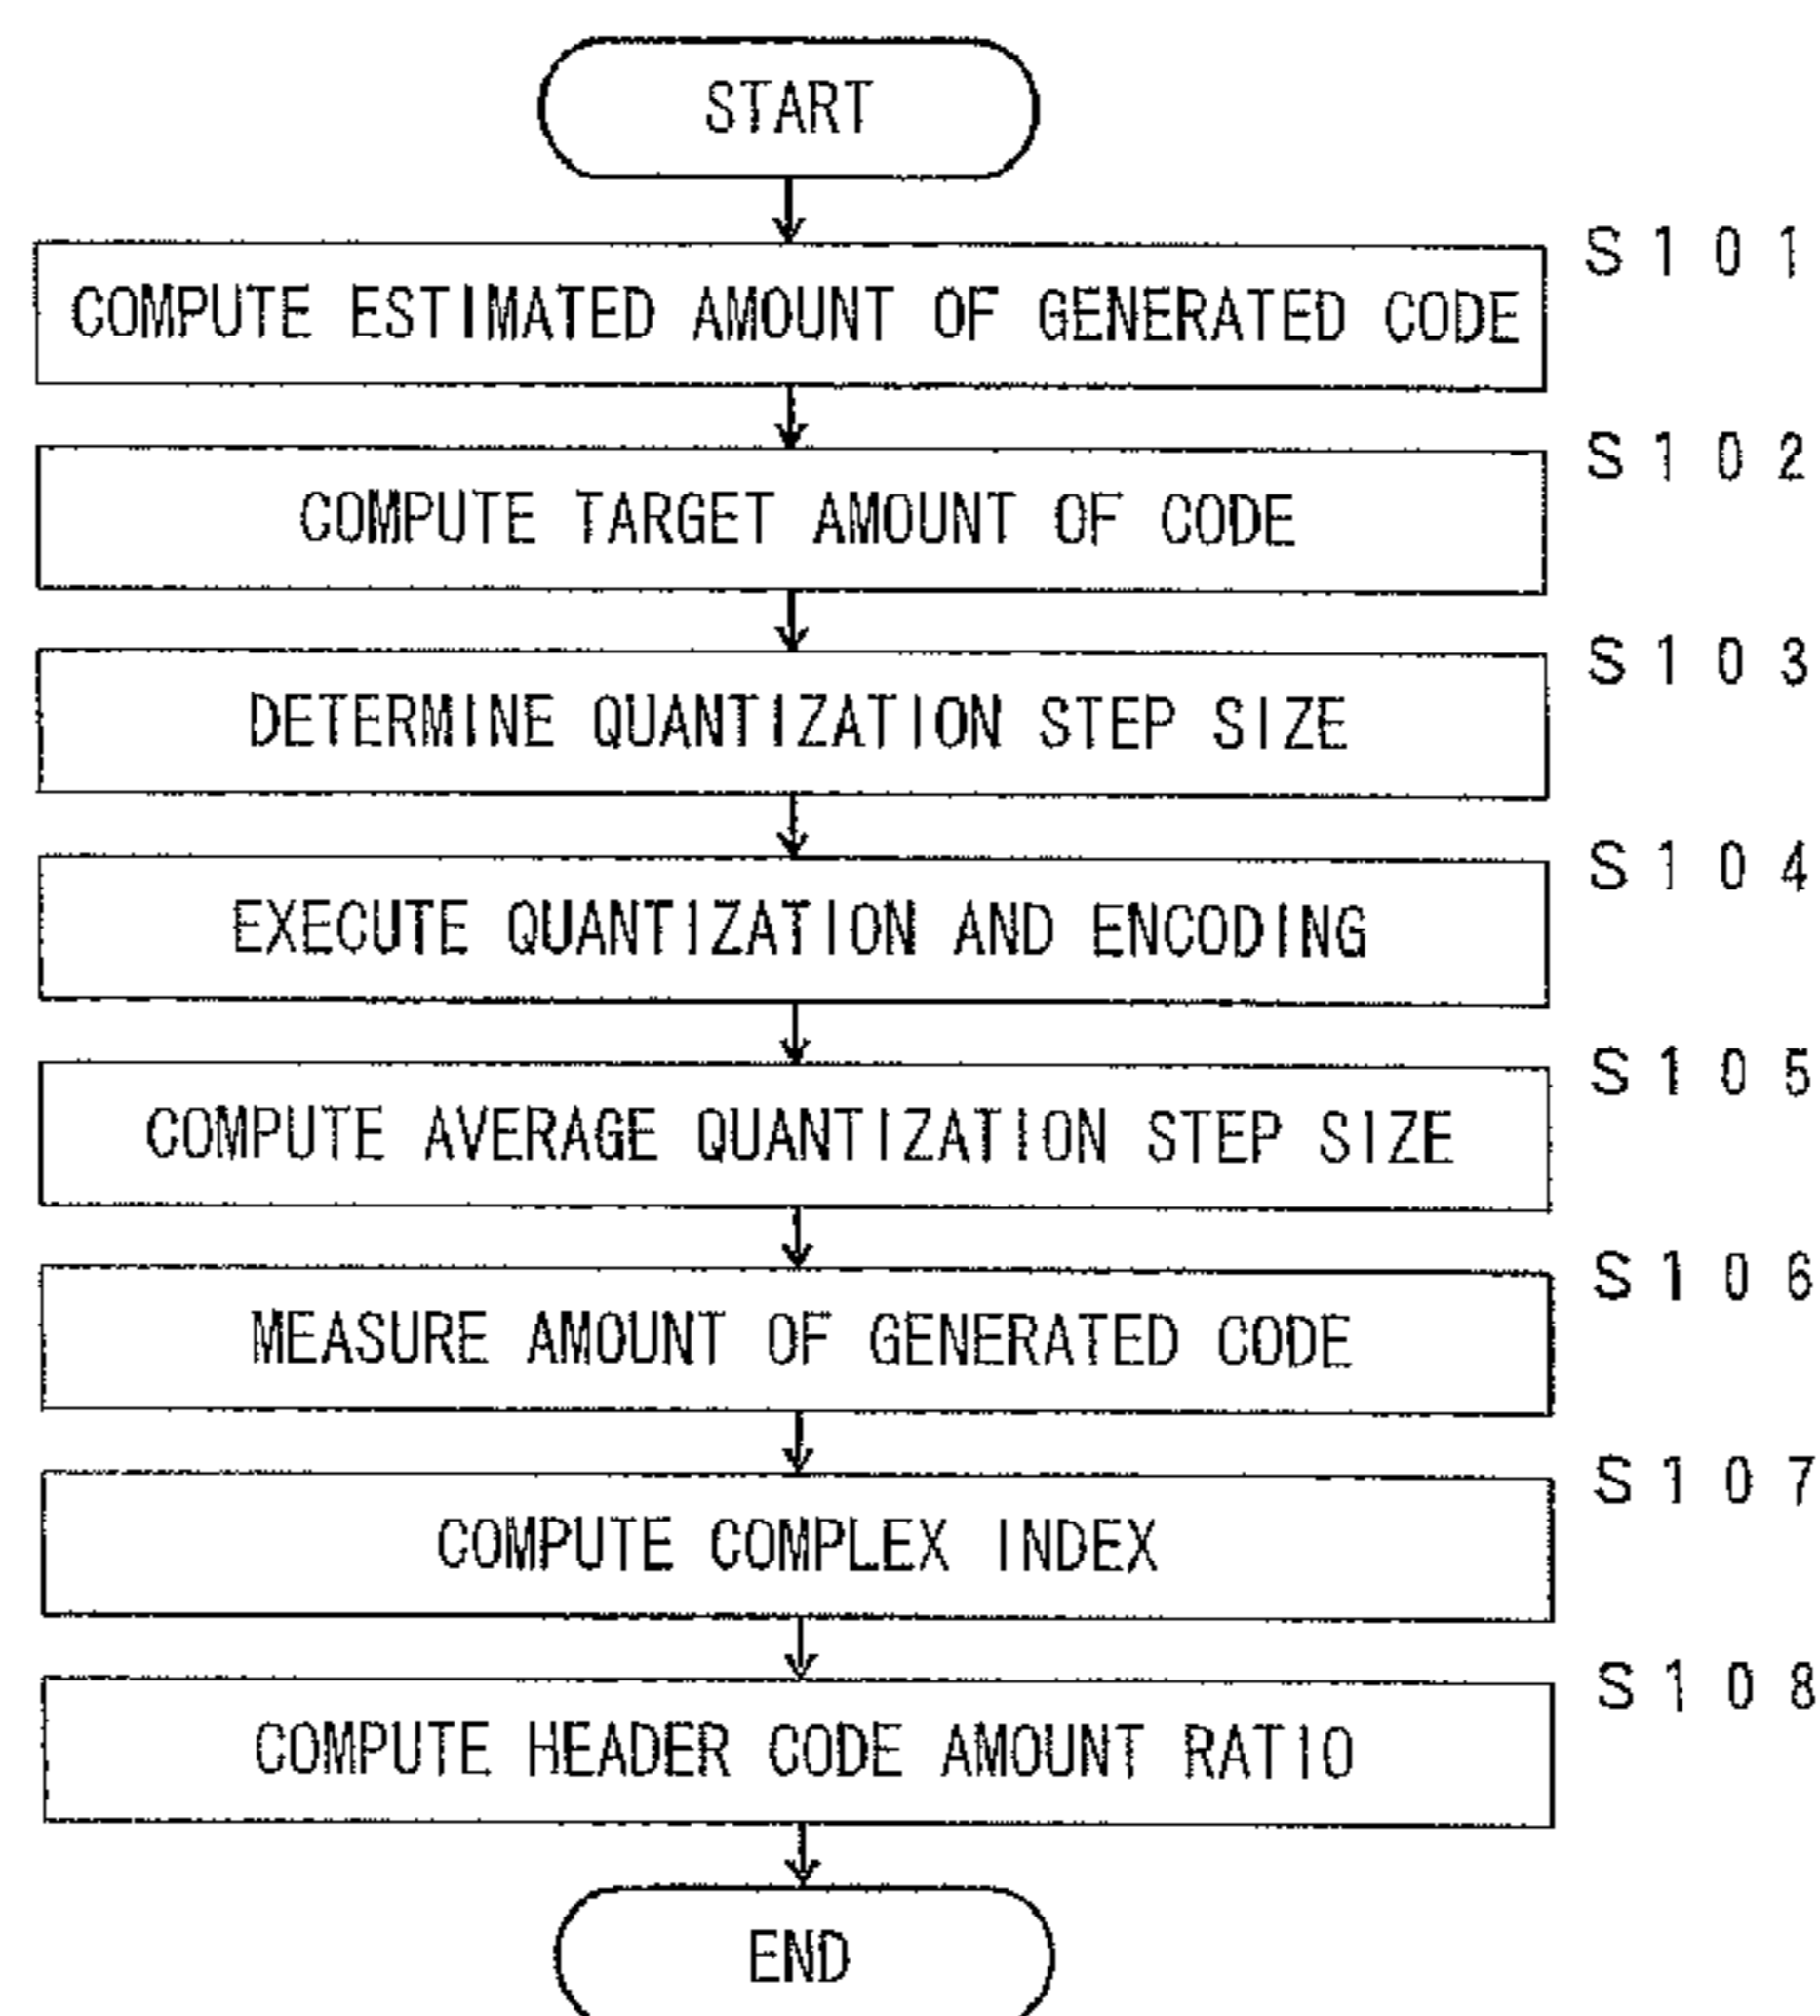 START
S101
COMPUTE ESTIMATED AMOUNT OF GENERATED CODE
S102
COMPUTE TARGET AMOUNT OF CODE
S103
DETERMINE QUANTIZATION STEP SIZE
S104
EXECUTE QUANTIZATION AND ENCODING
S105
COMPUTE AVERAGE QUANTIZATION STEP SIZE
S106
MEASURE AMOUNT OF GENERATED CODE
S107
COMPUTE COMPLEX INDEX
S108
COMPUTE HEADER CODE AMOUNT RATIO
END